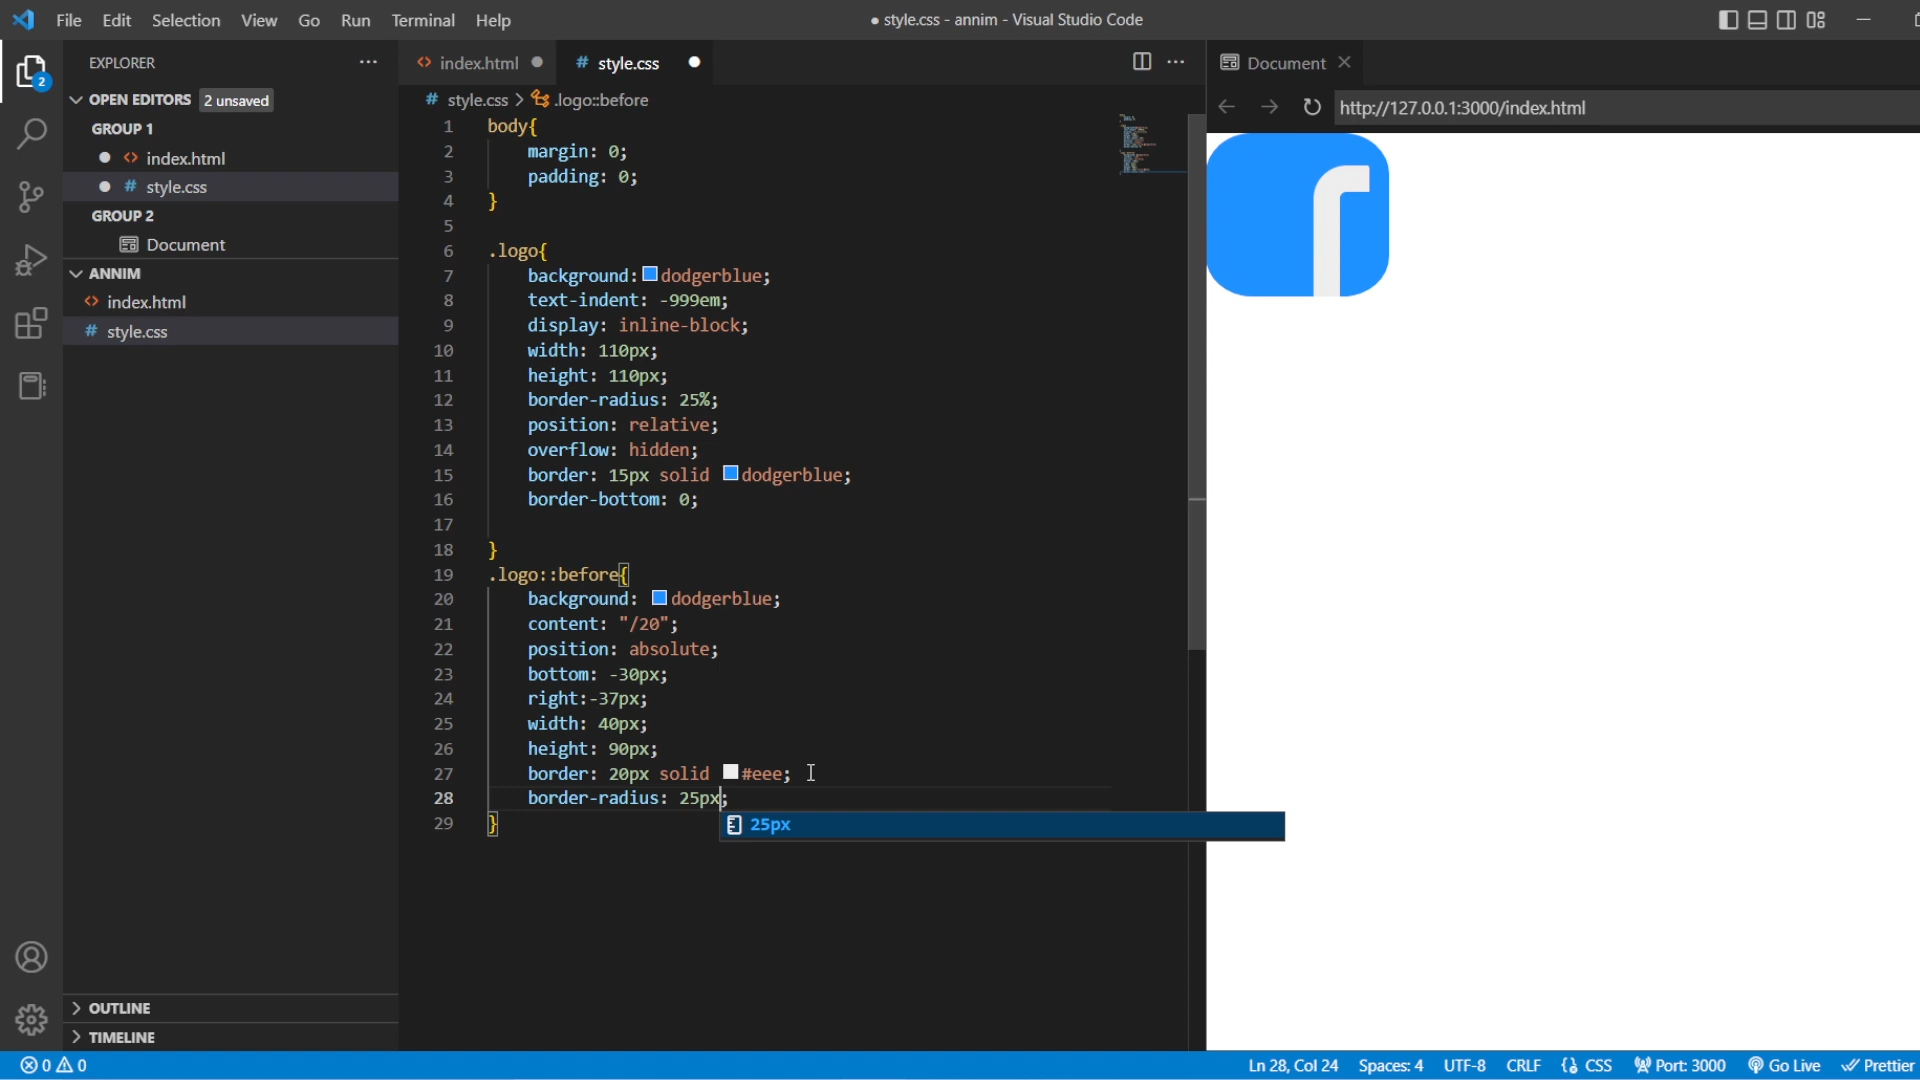 File Edit Selection View Go Run Terminal Help
● style.css - annim - Visual Studio Code
EXPLORER
2
OPEN EDITORS 2 unsaved
GROUP 1
index.html
style.css
GROUP 2
Document
ANNIM
index.html
style.css
OUTLINE
TIMELINE
index.html
style.css
style.css > .logo::before
1 body{
2 margin: 0;
3 padding: 0;
4 }
5
6 .logo{
7 background: dodgerblue;
8 text-indent: -999em;
9 display: inline-block;
10 width: 110px;
11 height: 110px;
12 border-radius: 25%;
13 position: relative;
14 overflow: hidden;
15 border: 15px solid dodgerblue;
16 border-bottom: 0;
17
18 }
19 .logo::before{
20 background: dodgerblue;
21 content: "/20";
22 position: absolute;
23 bottom: -30px;
24 right:-37px;
25 width: 40px;
26 height: 90px;
27 border: 20px solid #eee;
28 border-radius: 25px;
29 }
25px
Document
http://127.0.0.1:3000/index.html
0 0
Ln 28, Col 24 Spaces: 4 UTF-8 CRLF {} CSS Port: 3000 Go Live Prettier